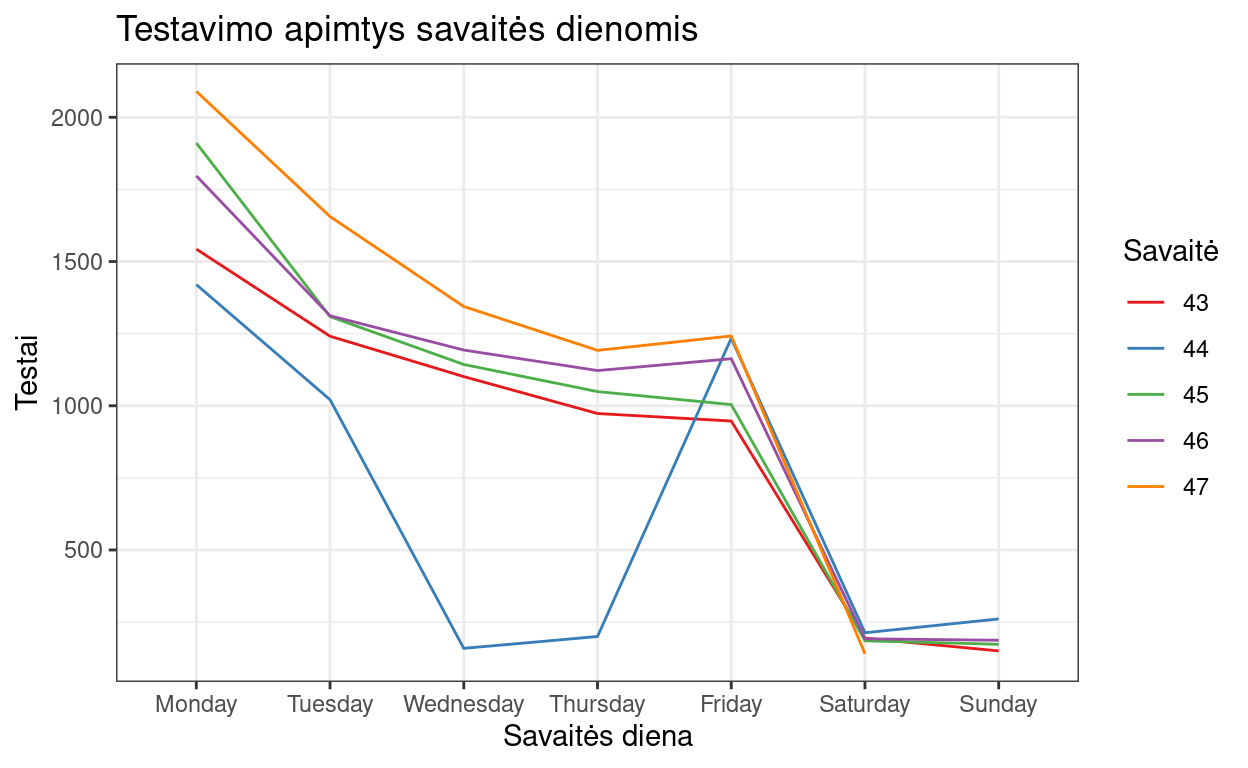 Testavimo apimtys savaitės dienomis
Testai
2000
1500
1000
500
Monday Tuesday Wednesday Thursday Friday Saturday Sunday
Savaitės diena
Savaitė
43
44
45
46
47